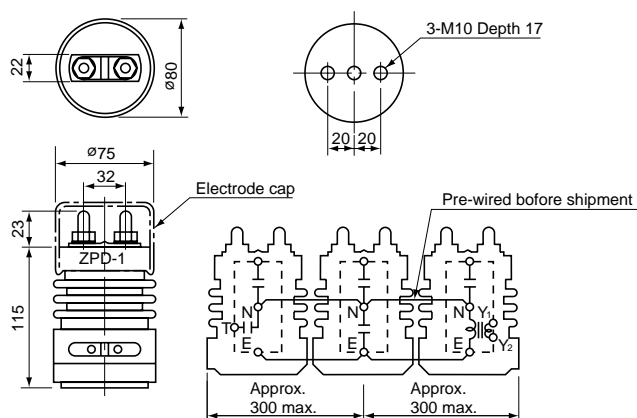 22
ø80
3-M10 Depth 17
20 20
ø75
32
Electrode cap
Pre-wired bofore shipment
23
ZPD-1
115
N N N Y₁
T
E E E Y₂
Approx. Approx.
300 max. 300 max.